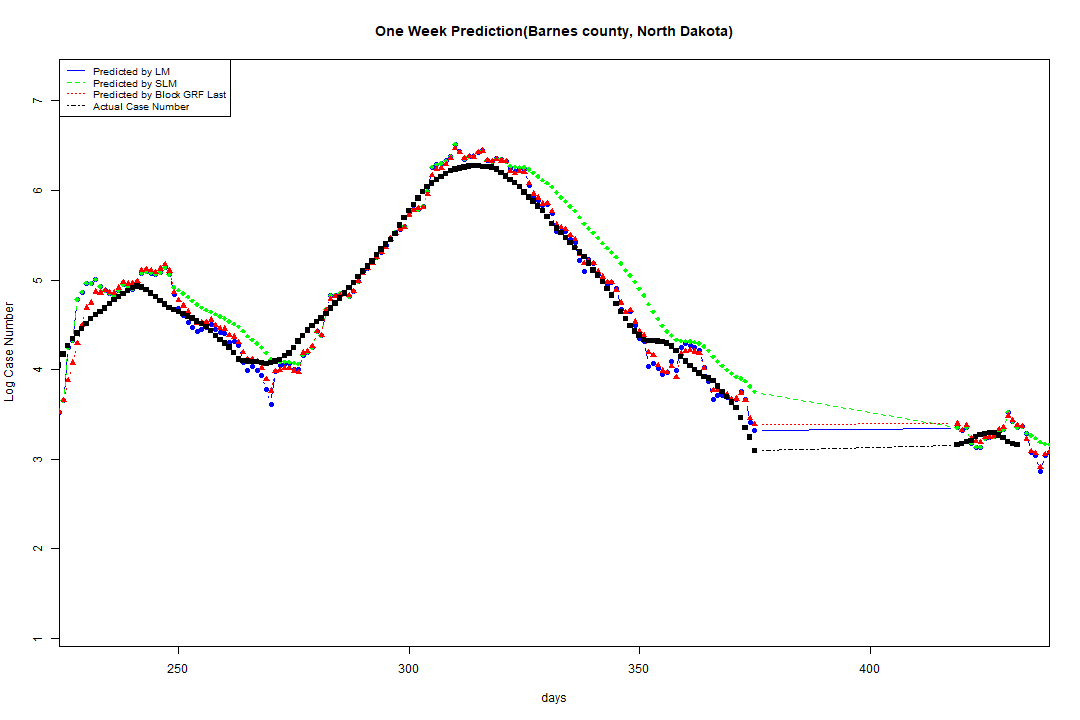 One Week Prediction(Barnes county, North Dakota)
Predicted by LM
Predicted by SLM
Predicted by Block GRF Last
Actual Case Number
7
6
5
4
3
2
1
Log Case Number
250 300 350 400
days